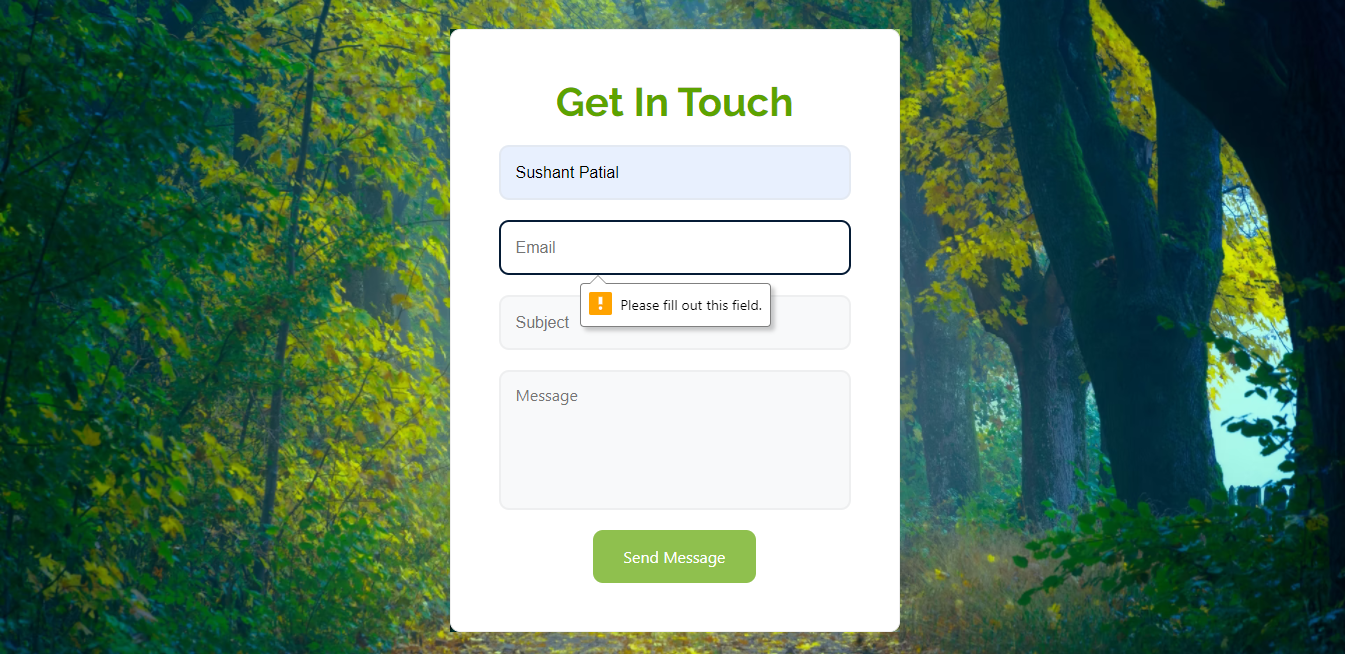 Get In Touch
Sushant Patial
Email
Please fill out this field.
Subject
Message
Send Message